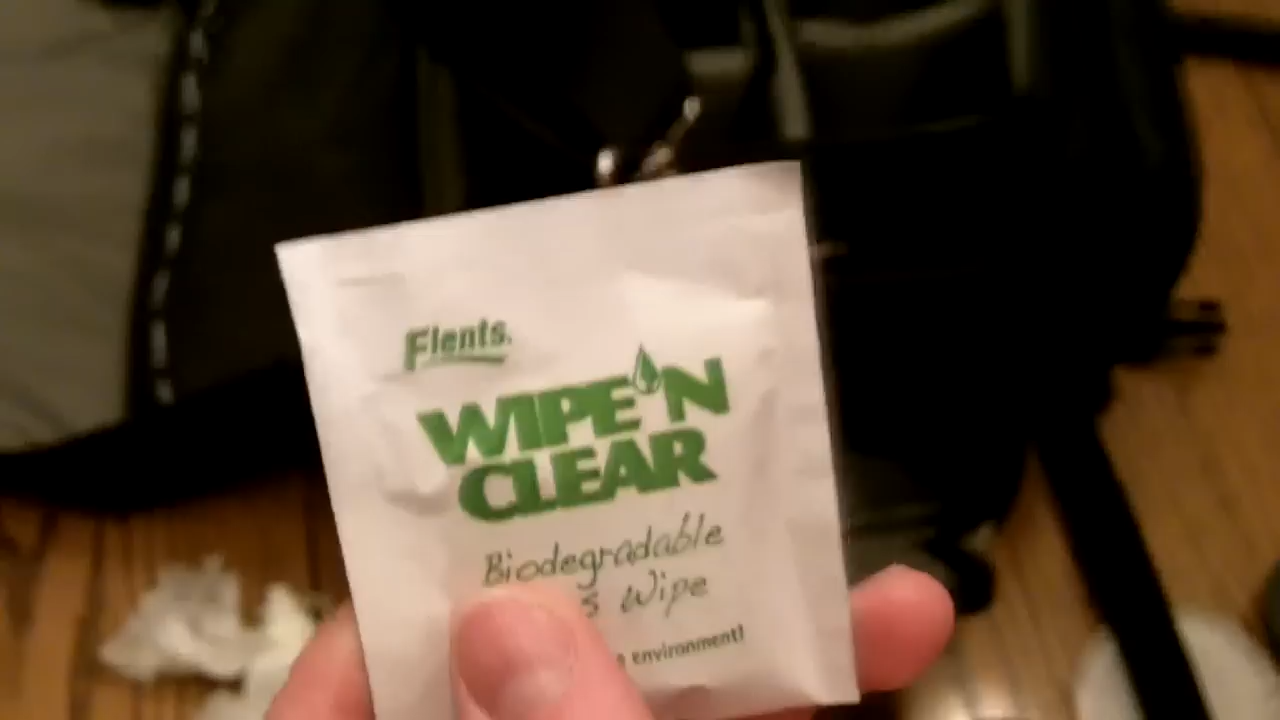 Flents.
WIPE'N
CLEAR
Biodegradable
s Wipe
environment!